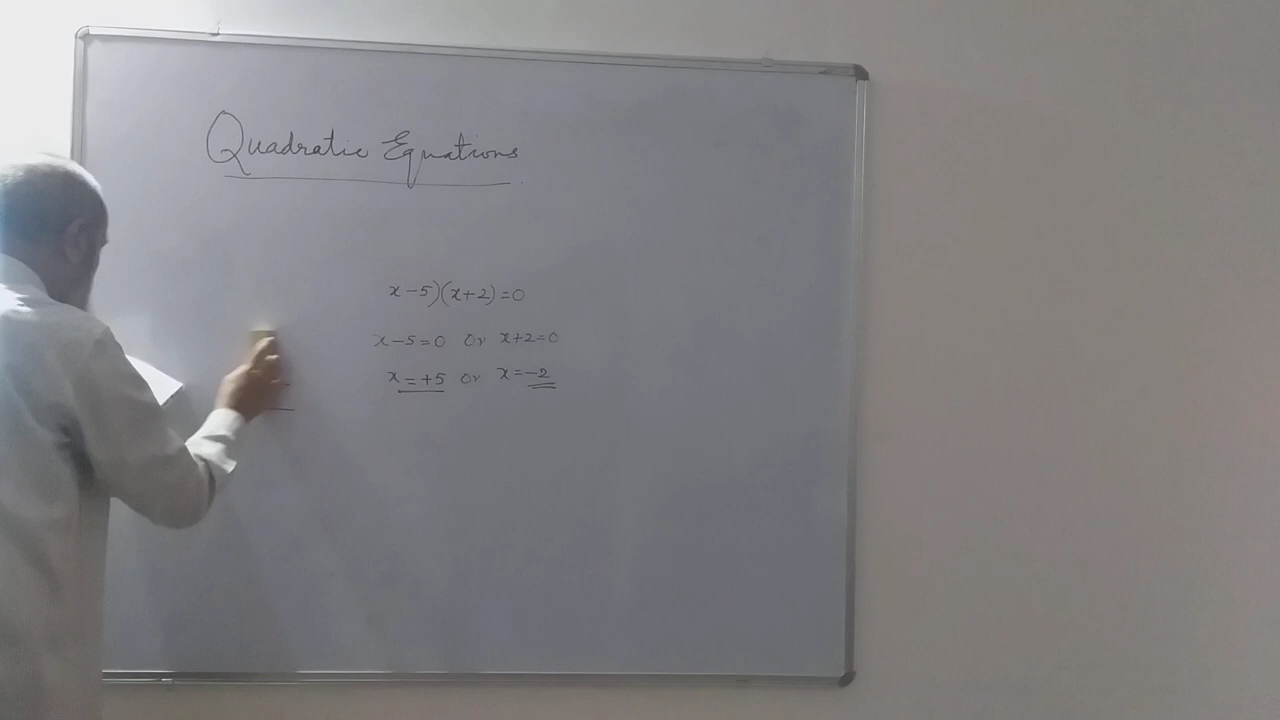 Quadratic Equations
x-5)(x+2)=0
x-5=0 Or x+2=0
x=+5 Or x=-2